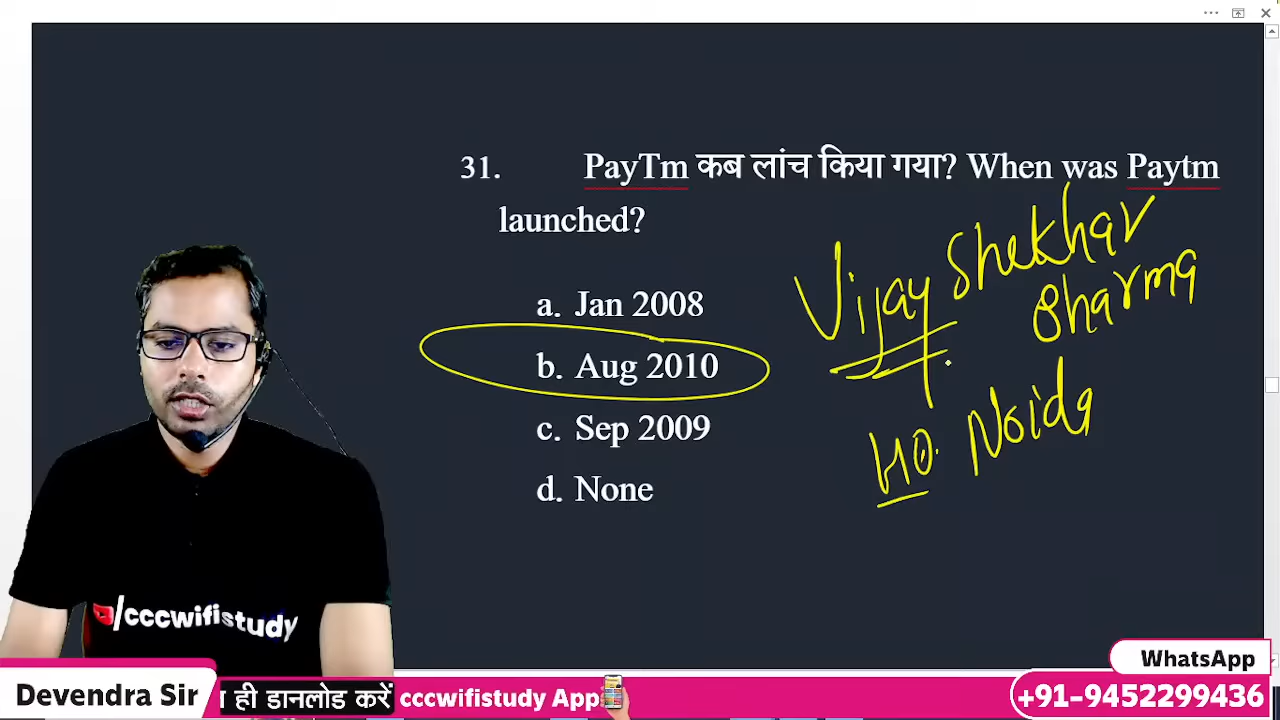 31. PayTm कब लांच किया गया? When was Paytm
launched?
a. Jan 2008
b. Aug 2010
c. Sep 2009
d. None
Vijay Shekhar
Sharma
HO. Noida
/cccwifistudy
WhatsApp
Devendra Sir
ही डानलोड करें cccwifistudy App
+91-9452299436